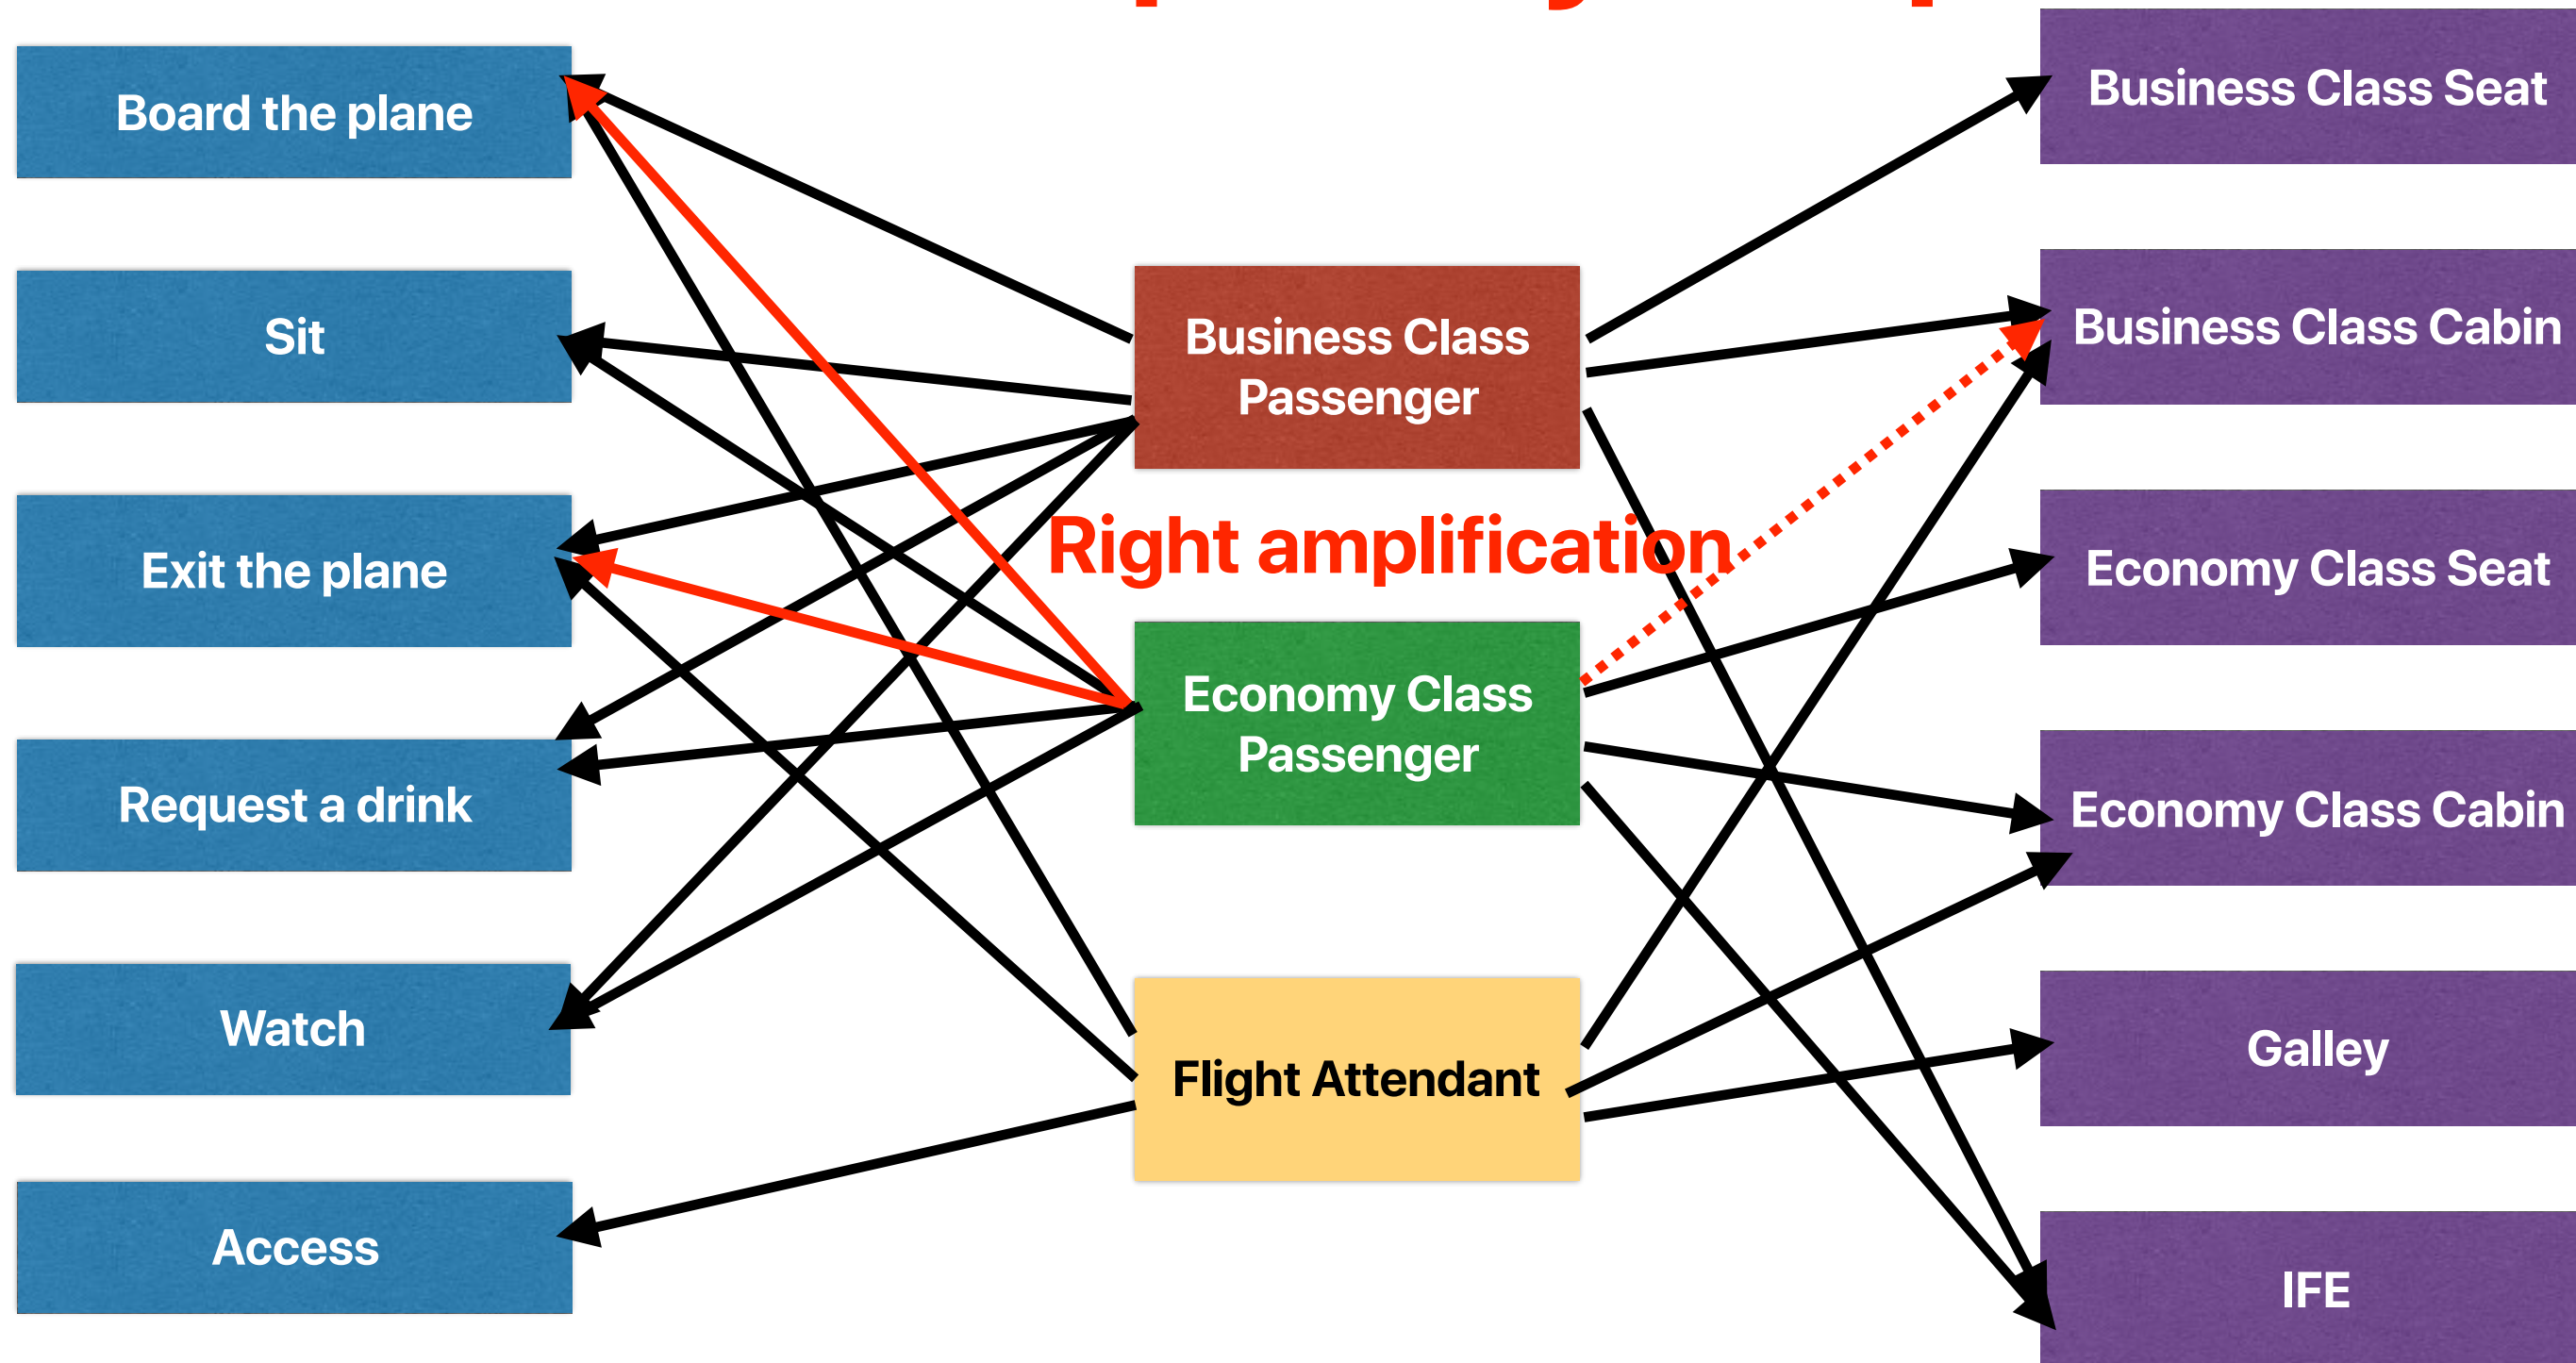 Board the plane
Sit
Exit the plane
Request a drink
Watch
Access
Business Class
Passenger
Right amplification
Economy Class
Passenger
Flight Attendant
Business Class Seat
Business Class Cabin
Economy Class Seat
Economy Class Cabin
Galley
IFE